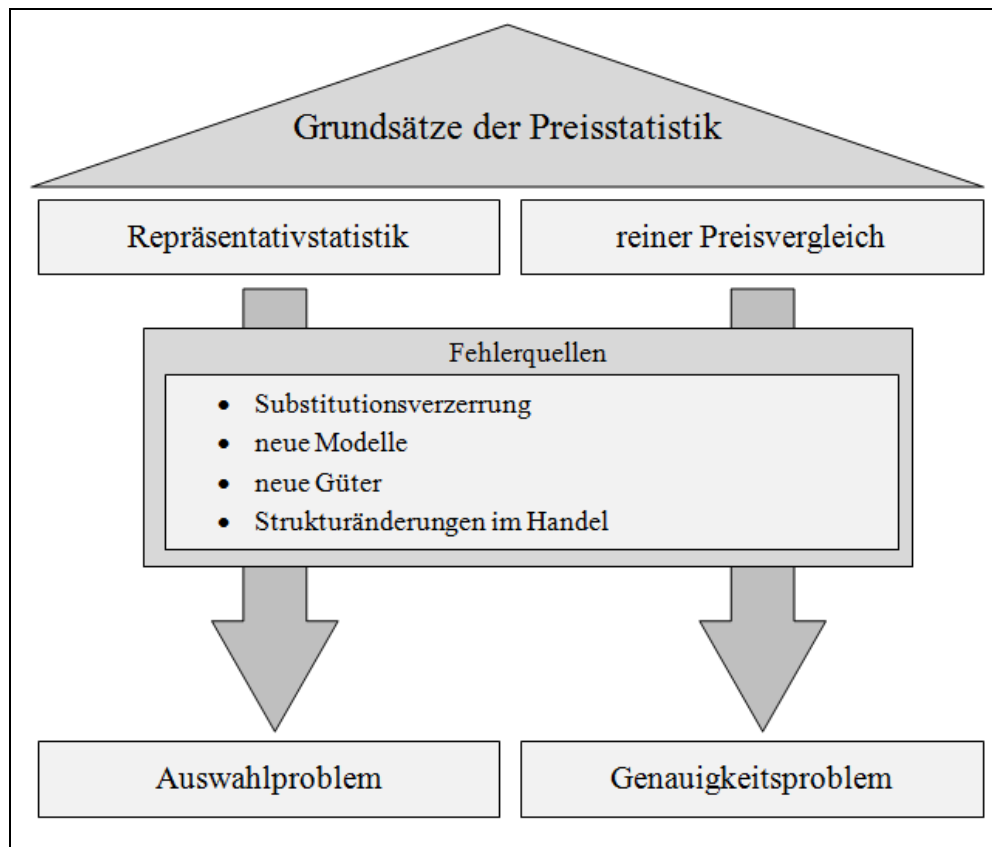 Grundsätze der Preisstatistik
Repräsentativstatistik
reiner Preisvergleich
Fehlerquellen
• Substitutionsverzerrung
• neue Modelle
• neue Güter
• Strukturänderungen im Handel
Auswahlproblem
Genauigkeitsproblem